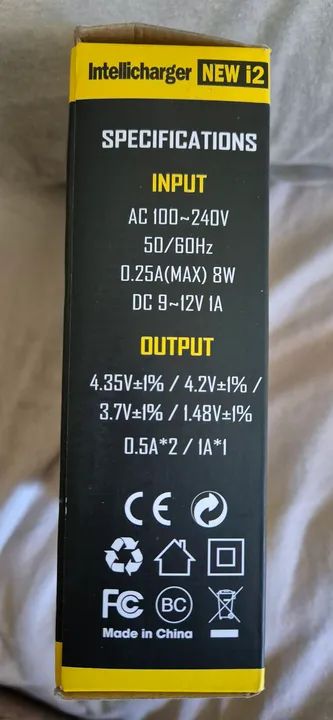 Intellicharger NEW i2
SPECIFICATIONS
INPUT
AC 100~240V
50/60Hz
0.25A(MAX) 8W
DC 9~12V 1A
OUTPUT
4.35V±1% / 4.2V±1% /
3.7V±1% / 1.48V±1%
0.5A*2 / 1A*1
CE
FC BC
Made in China